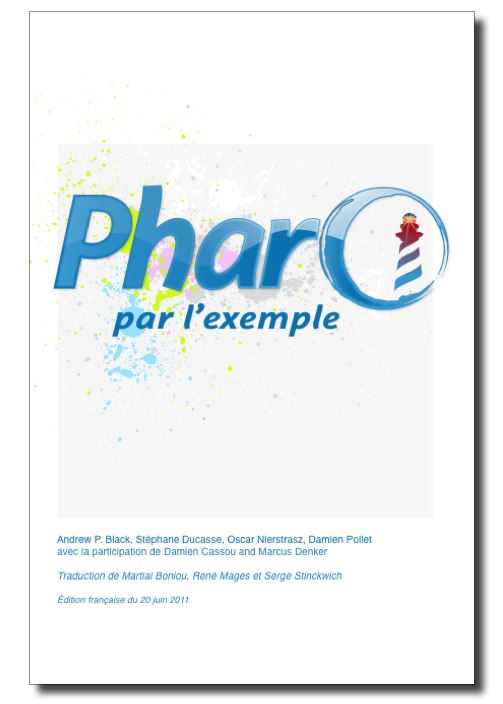 Pharo
par l'exemple
Andrew P. Black, Stéphane Ducasse, Oscar Nierstrasz, Damien Pollet
avec la participation de Damien Cassou and Marcus Denker
Traduction de Martial Boniou, René Mages et Serge Stinckwich
Édition française du 20 juin 2011